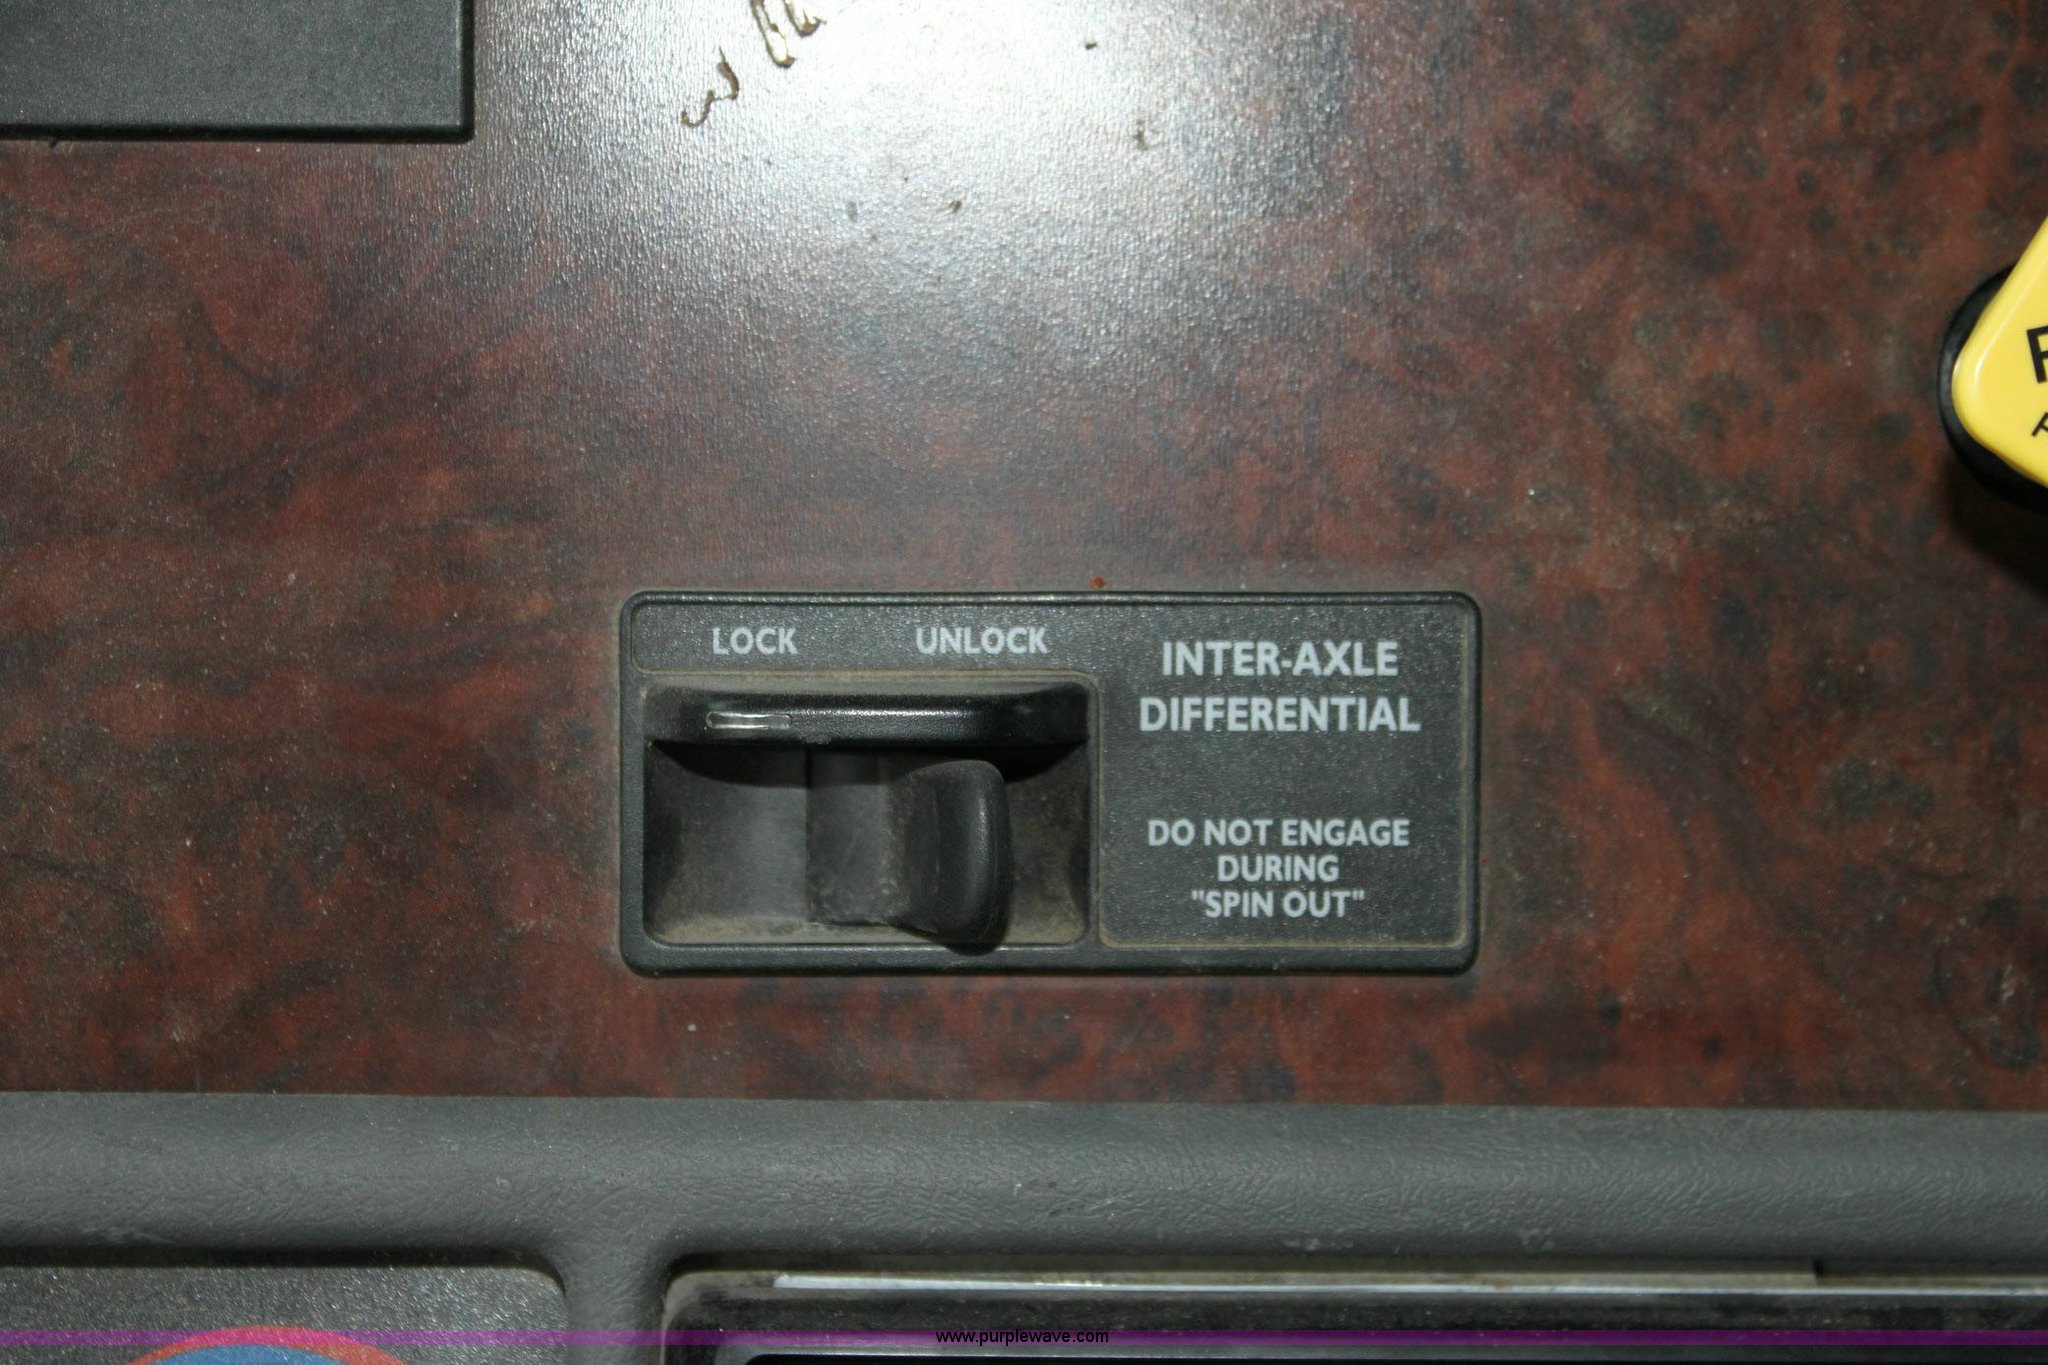 LOCK UNLOCK
INTER-AXLE
DIFFERENTIAL
DO NOT ENGAGE
DURING
"SPIN OUT"
www.purplewave.com